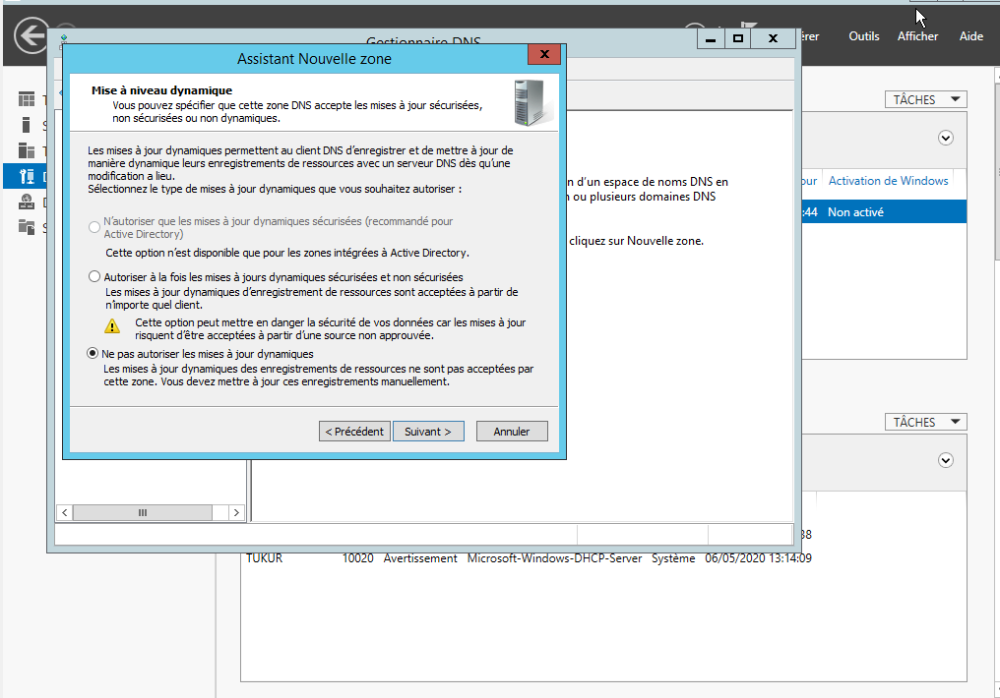 Gestionnaire DNS
Outils
Afficher
Aide
Assistant Nouvelle zone
Mise à niveau dynamique
Vous pouvez spécifier que cette zone DNS accepte les mises à jour sécurisées,
non sécurisées ou non dynamiques.
Les mises à jour dynamiques permettent au client DNS d'enregistrer et de mettre à jour de
manière dynamique leurs enregistrements de ressources avec un serveur DNS dès qu'une
modification a lieu.
Sélectionnez le type de mises à jour dynamiques que vous souhaitez autoriser :
N'autoriser que les mises à jour dynamiques sécurisées (recommandé pour
Active Directory)
Cette option n'est disponible que pour les zones intégrées à Active Directory.
Autoriser à la fois les mises à jours dynamiques sécurisées et non sécurisées
Les mises à jour dynamiques d'enregistrement de ressources sont acceptées à partir de
n'importe quel client.
Cette option peut mettre en danger la sécurité de vos données car les mises à jour
risquent d'être acceptées à partir d'une source non approuvée.
Ne pas autoriser les mises à jour dynamiques
Les mises à jour dynamiques des enregistrements de ressources ne sont pas acceptées par
cette zone. Vous devez mettre à jour ces enregistrements manuellement.
< Précédent
Suivant >
Annuler
d'un espace de noms DNS en
ou plusieurs domaines DNS
cliquez sur Nouvelle zone.
TÂCHES
Activation de Windows
:44 Non activé
TÂCHES
38
TUKUR 10020 Avertissement Microsoft-Windows-DHCP-Server Système 06/05/2020 13:14:09